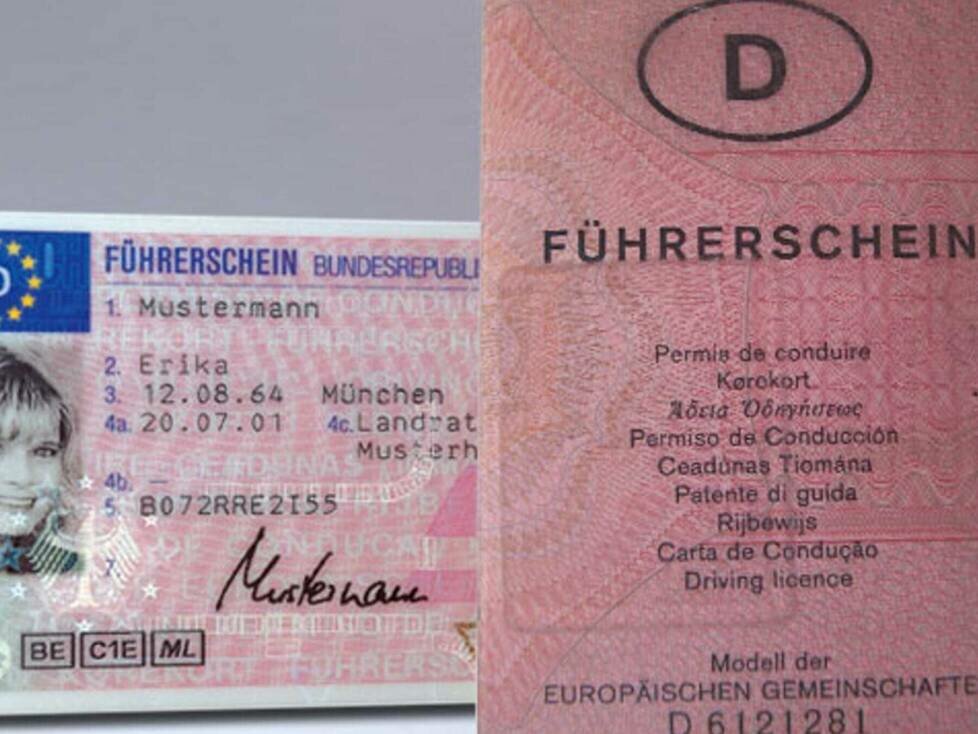 FÜHRERSCHEIN BUNDESREPUBLI
1. Mustermann
2. Erika
3. 12.08.64 München
4a. 20.07.01 4c. Landrat
Musterh
4b. –
5. B072RRE2I55
7. Mustermann
BE C1E ML
D
FÜHRERSCHEIN
Permis de conduire
Kørekort
Άδεια Όδηγήσεως
Permiso de Conducción
Ceadúnas Tiomána
Patente di guida
Rijbewijs
Carta de Condução
Driving licence
Modell der
EUROPÄISCHEN GEMEINSCHAFTE
D 6121281